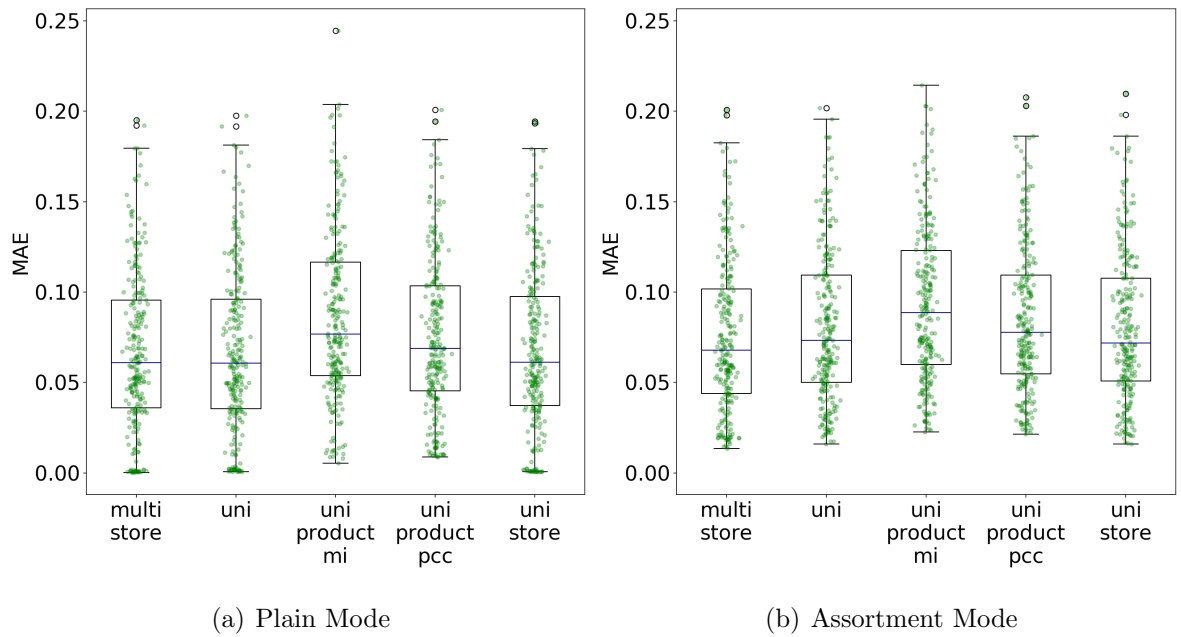 0.25
0.20
0.15
0.10
0.05
0.00
MAE
multi
store
uni
uni
product
mi
uni
product
pcc
uni
store
(a) Plain Mode
0.25
0.20
0.15
0.10
0.05
0.00
MAE
multi
store
uni
uni
product
mi
uni
product
pcc
uni
store
(b) Assortment Mode